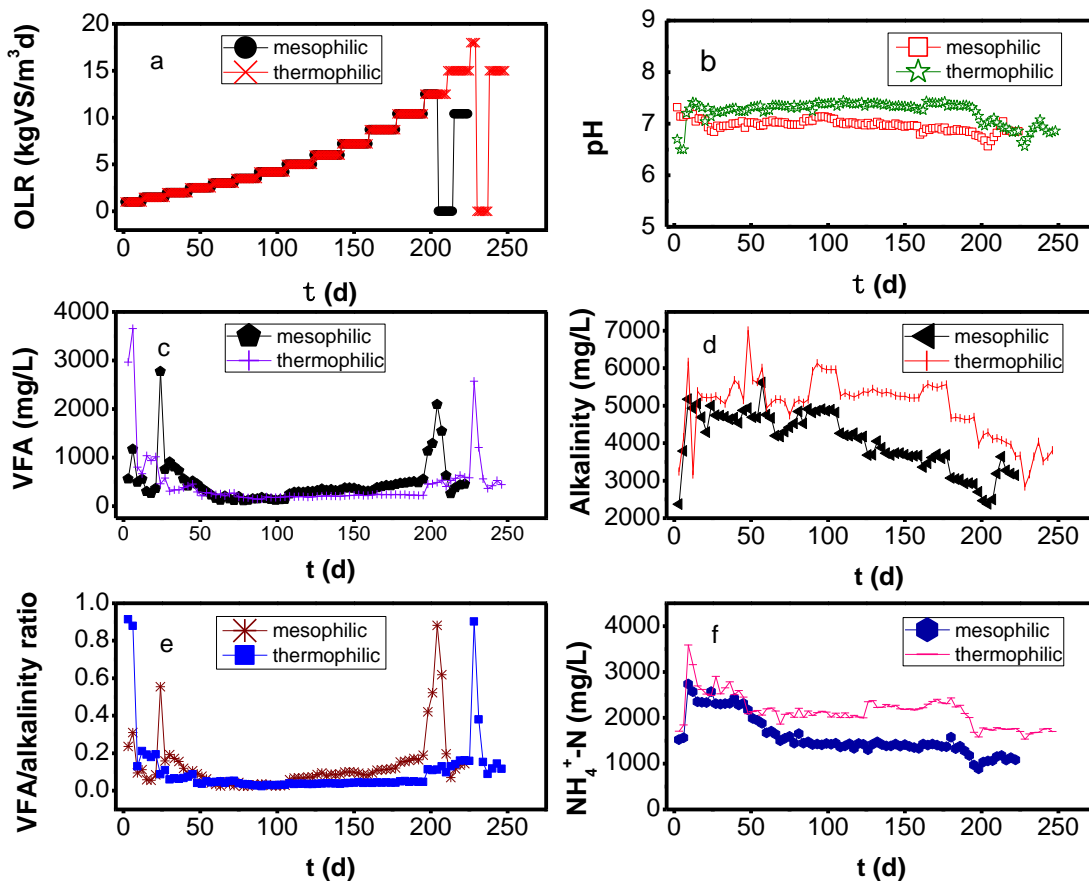 OLR (kgVS/m³d)
20
15
10
5
0
a
mesophilic
thermophilic
0 50 100 150 200 250
t (d)
pH
9
8
7
6
5
b
mesophilic
thermophilic
0 50 100 150 200 250
t (d)
VFA (mg/L)
4000
3000
2000
1000
0
c
mesophilic
thermophilic
0 50 100 150 200 250
t (d)
Alkalinity (mg/L)
7000
6000
5000
4000
3000
2000
d
mesophilic
thermophilic
0 50 100 150 200 250
t (d)
VFA/alkalinity ratio
1.0
0.8
0.6
0.4
0.2
0.0
e
mesophilic
thermophilic
0 50 100 150 200 250
t (d)
NH₄⁺-N (mg/L)
4000
3000
2000
1000
0
f
mesophilic
thermophilic
0 50 100 150 200 250
t (d)